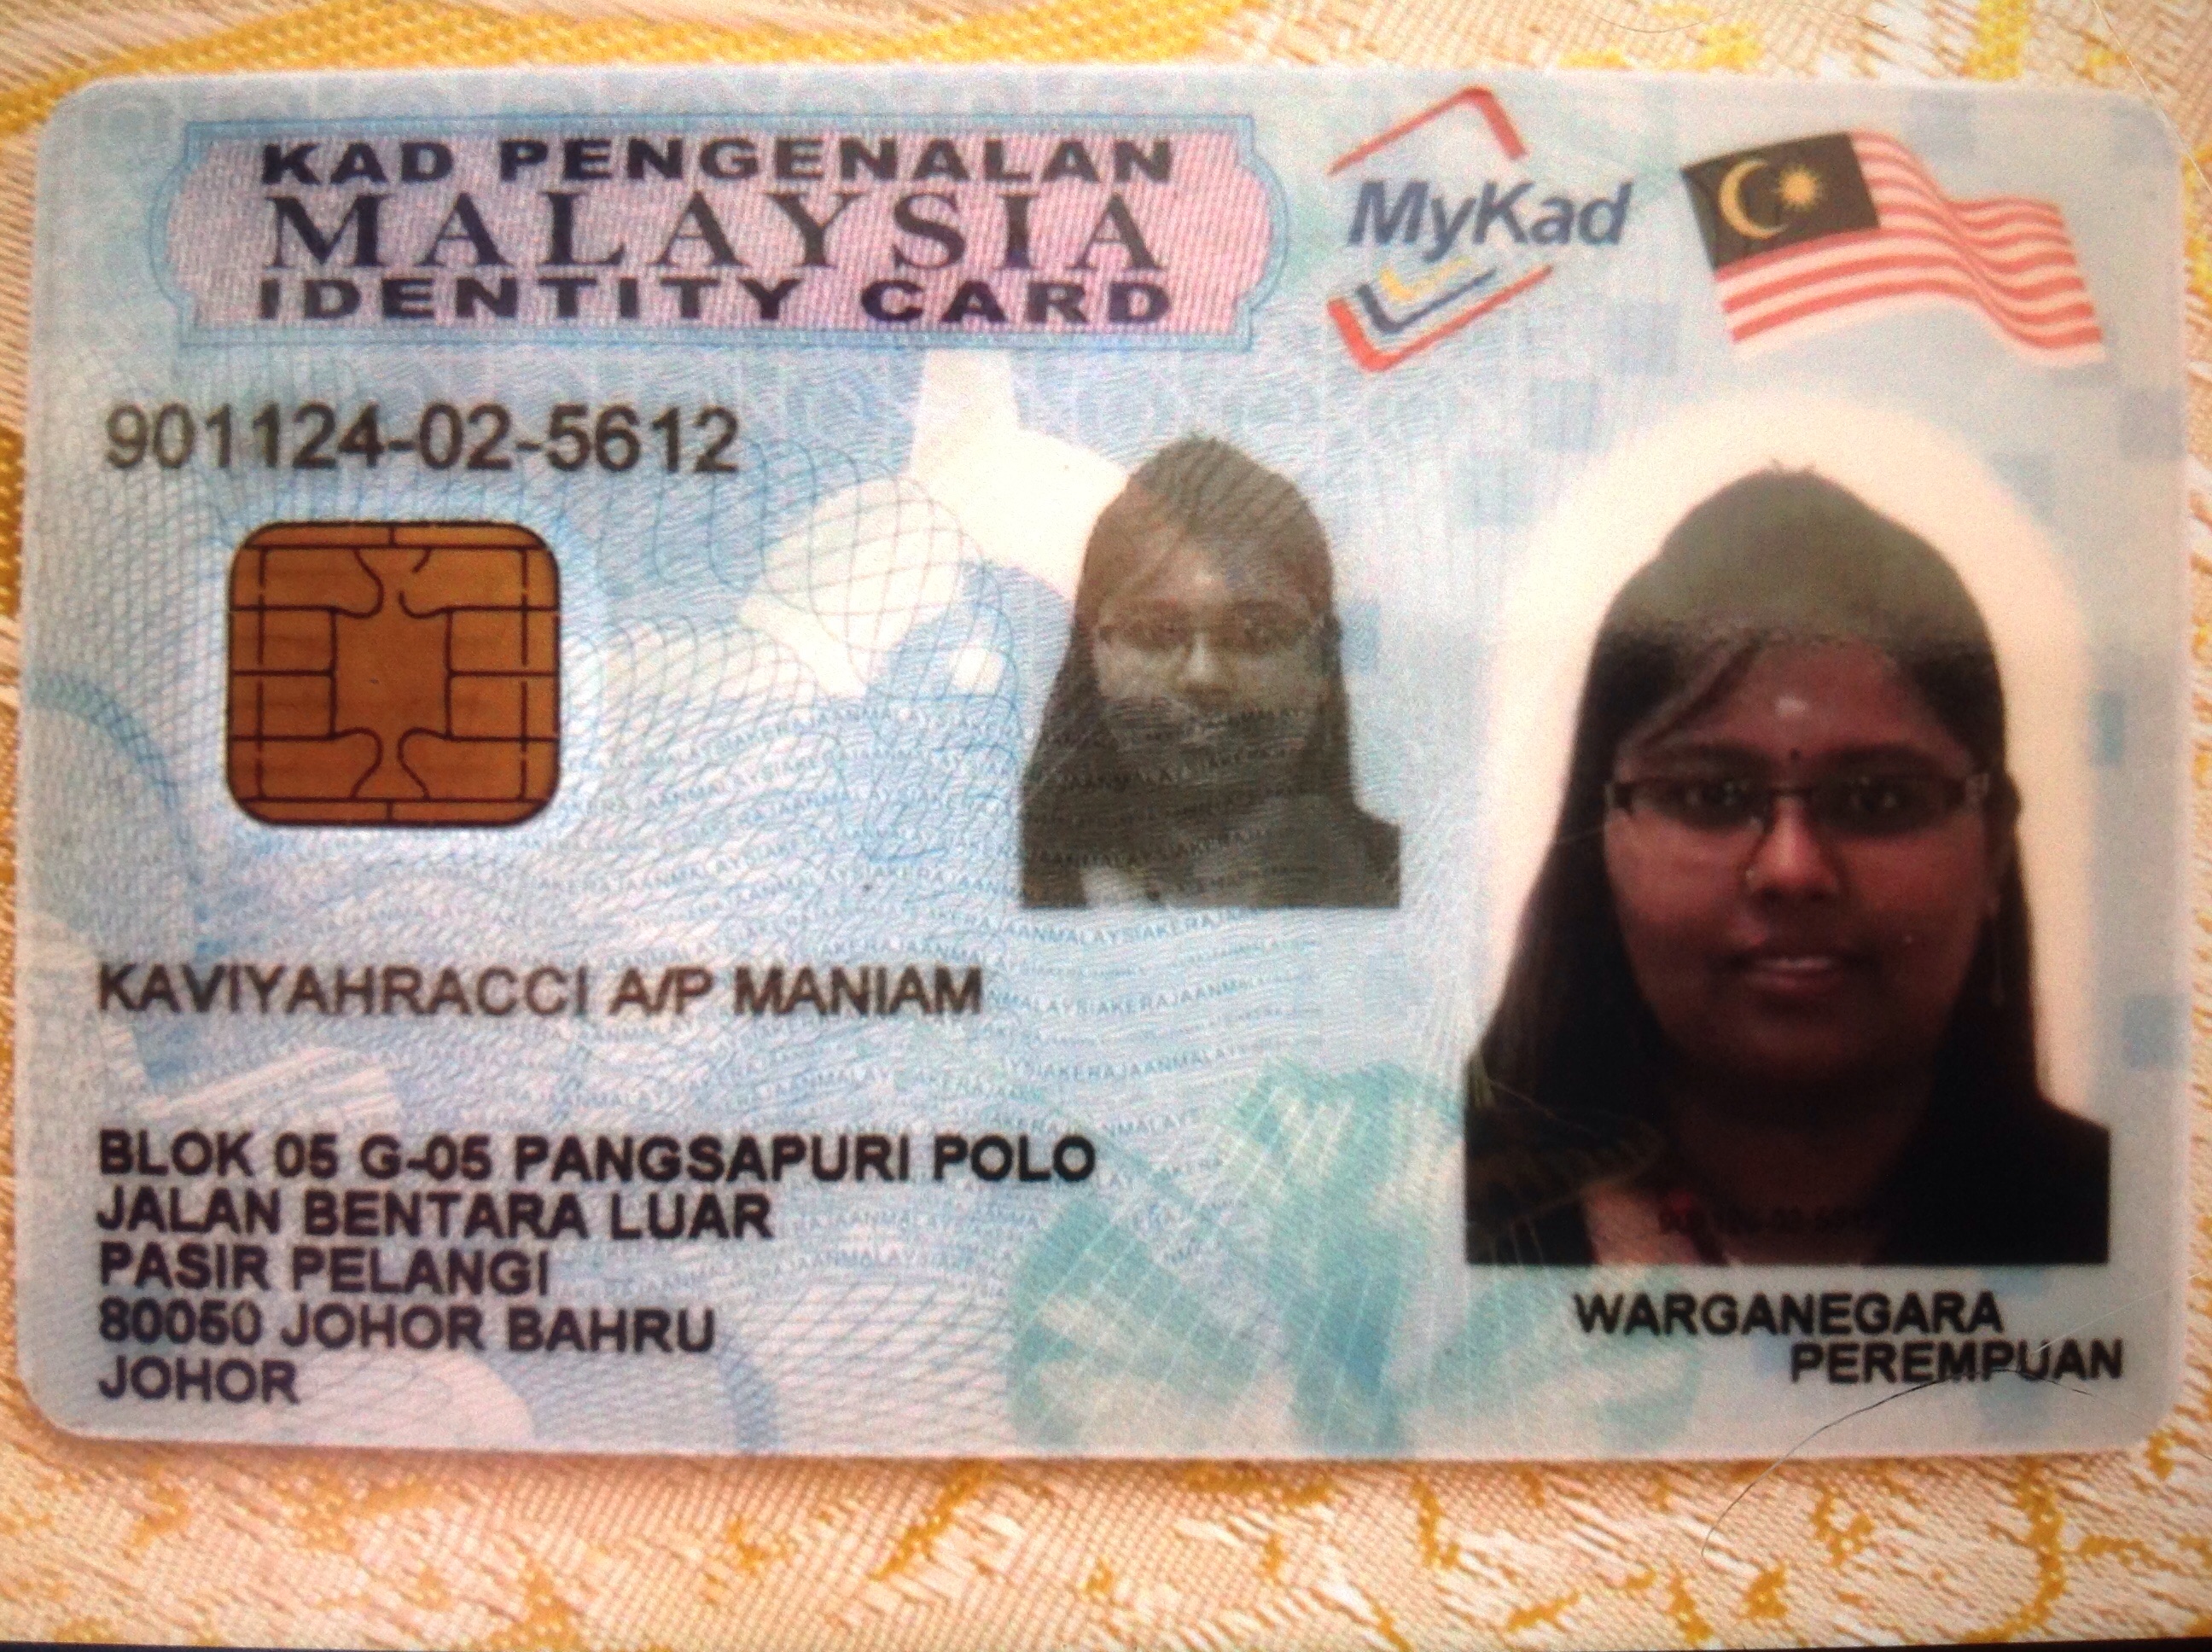 KAD PENGENALAN
MALAYSIA
IDENTITY CARD
MyKad
901124-02-5612
KAVIYAHRACCI A/P MANIAM
BLOK 05 G-05 PANGSAPURI POLO
JALAN BENTARA LUAR
PASIR PELANGI
80050 JOHOR BAHRU
JOHOR
WARGANEGARA
PEREMPUAN